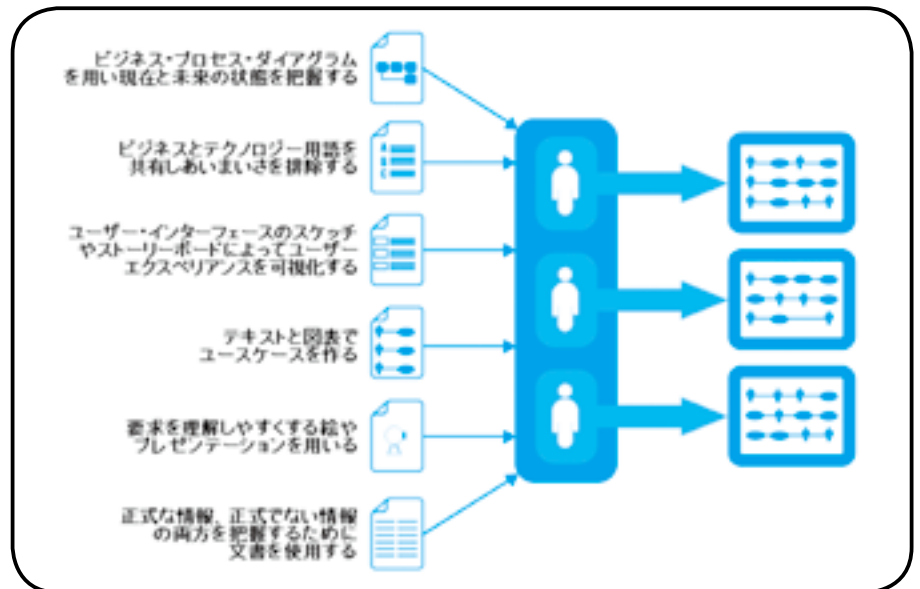 ビジネス・プロセス・ダイアグラム
を用い現在と未来の状態を把握する
ビジネスとテクノロジー用語を
共有しあいまいさを排除する
ユーザー・インターフェースのスケッチ
やストーリーボードによってユーザー
エクスペリアンスを可視化する
テキストと図表で
ユースケースを作る
要求を理解しやすくする絵や
プレゼンテーションを用いる
正式な情報、正式でない情報
の両方を把握するために
文書を使用する